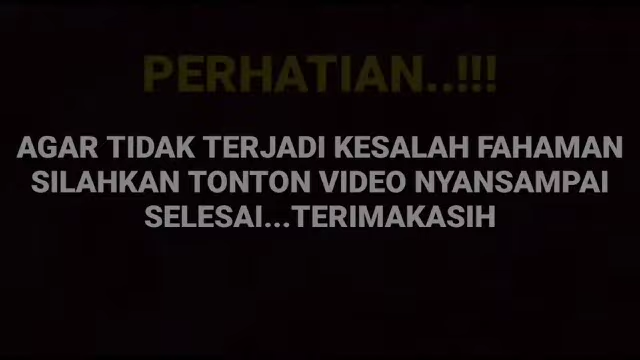 PERHATIAN..!!!
AGAR TIDAK TERJADI KESALAH FAHAMAN
SILAHKAN TONTON VIDEO NYANSAMPAI
SELESAI...TERIMAKASIH